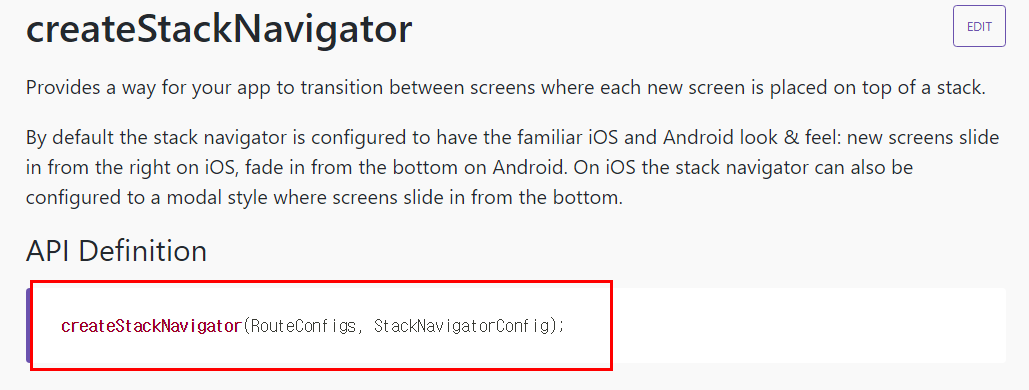 createStackNavigator
EDIT
Provides a way for your app to transition between screens where each new screen is placed on top of a stack.
By default the stack navigator is configured to have the familiar iOS and Android look & feel: new screens slide
in from the right on iOS, fade in from the bottom on Android. On iOS the stack navigator can also be
configured to a modal style where screens slide in from the bottom.
API Definition
createStackNavigator(RouteConfigs, StackNavigatorConfig);